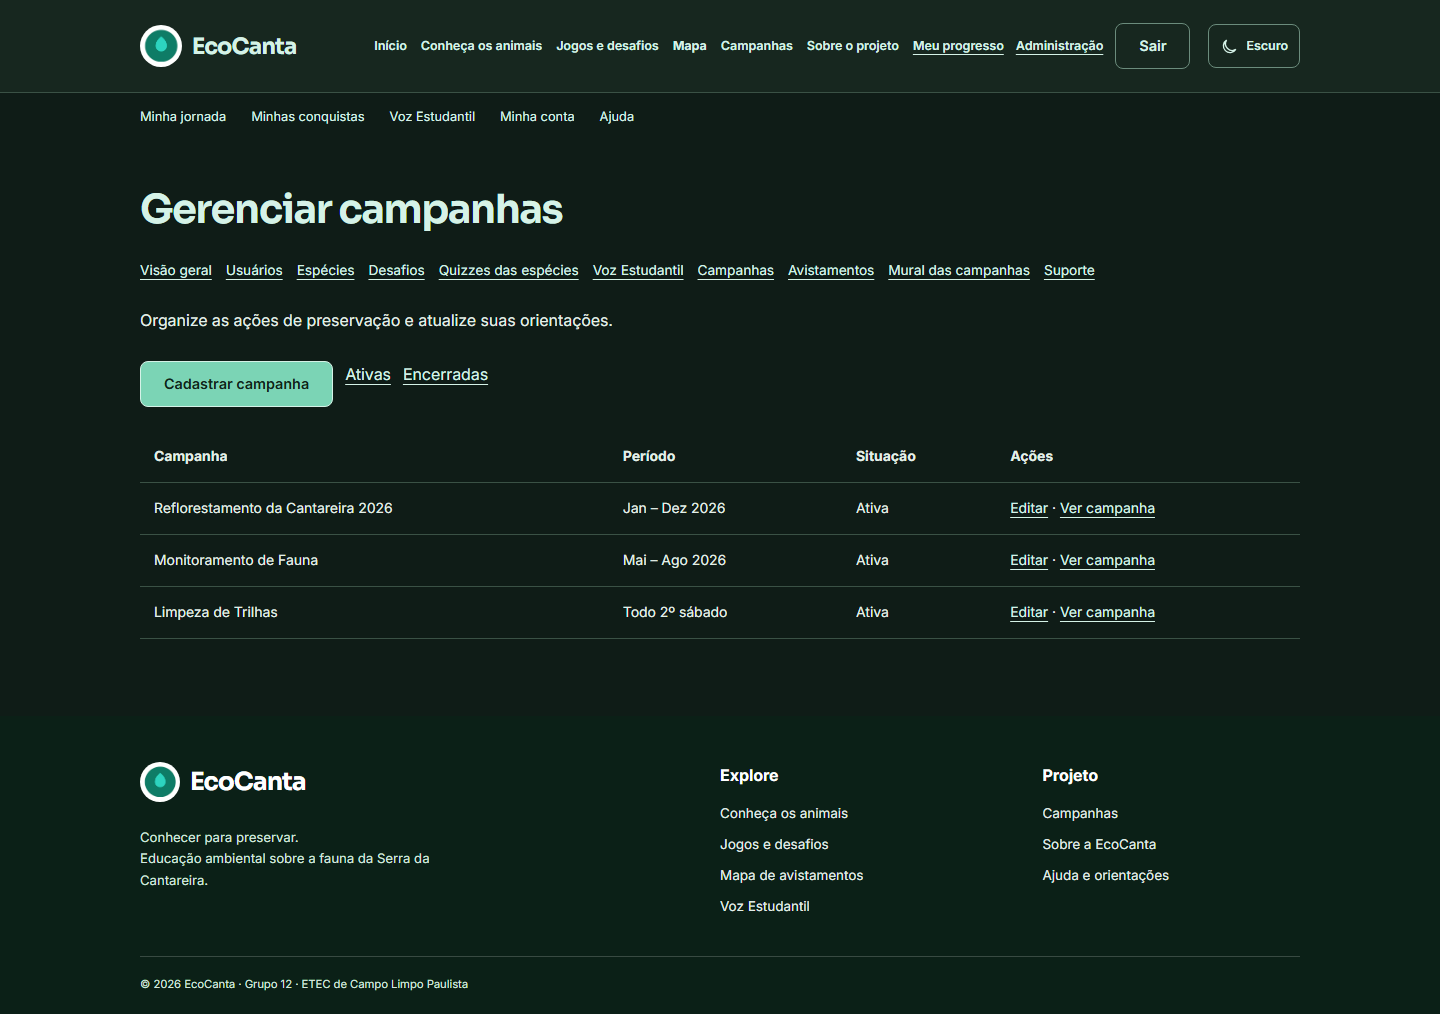 EcoCanta
Início Conheça os animais Jogos e desafios Mapa Campanhas Sobre o projeto Meu progresso Administração Sair Escuro
Minha jornada Minhas conquistas Voz Estudantil Minha conta Ajuda
Gerenciar campanhas
Visão geral Usuários Espécies Desafios Quizzes das espécies Voz Estudantil Campanhas Avistamentos Mural das campanhas Suporte
Organize as ações de preservação e atualize suas orientações.
Cadastrar campanha Ativas Encerradas
Campanha Período Situação Ações
Reflorestamento da Cantareira 2026 Jan – Dez 2026 Ativa Editar · Ver campanha
Monitoramento de Fauna Mai – Ago 2026 Ativa Editar · Ver campanha
Limpeza de Trilhas Todo 2º sábado Ativa Editar · Ver campanha
EcoCanta
Conhecer para preservar.
Educação ambiental sobre a fauna da Serra da
Cantareira.
Explore
Conheça os animais
Jogos e desafios
Mapa de avistamentos
Voz Estudantil
Projeto
Campanhas
Sobre a EcoCanta
Ajuda e orientações
© 2026 EcoCanta · Grupo 12 · ETEC de Campo Limpo Paulista